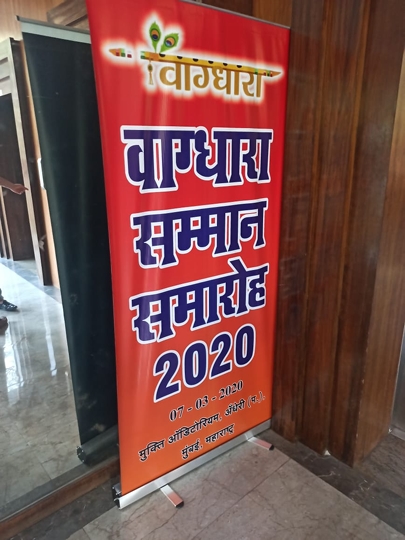 वाग्धारा
वाग्धारा
सम्मान
समारोह
2020
07 - 03 - 2020
मुक्ति ऑडिटोरियम, अँधेरी (प.),
मुंबई, महाराष्ट्र